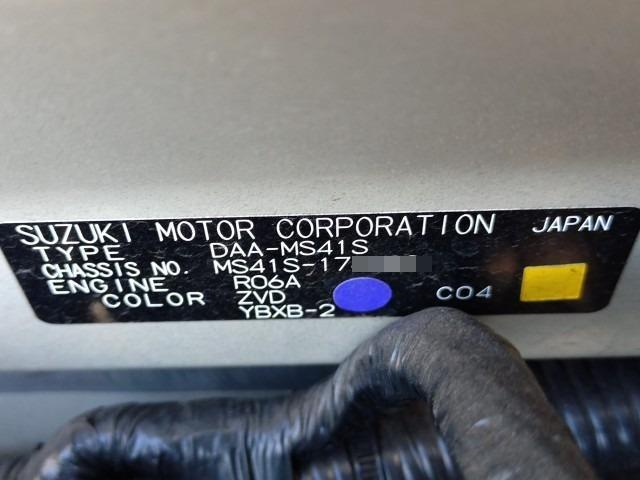 SUZUKI MOTOR CORPORATION JAPAN
TYPE DAA-MS41S
CHASSIS NO. MS41S-17
ENGINE R06A
COLOR ZVD C04
YBXB-2